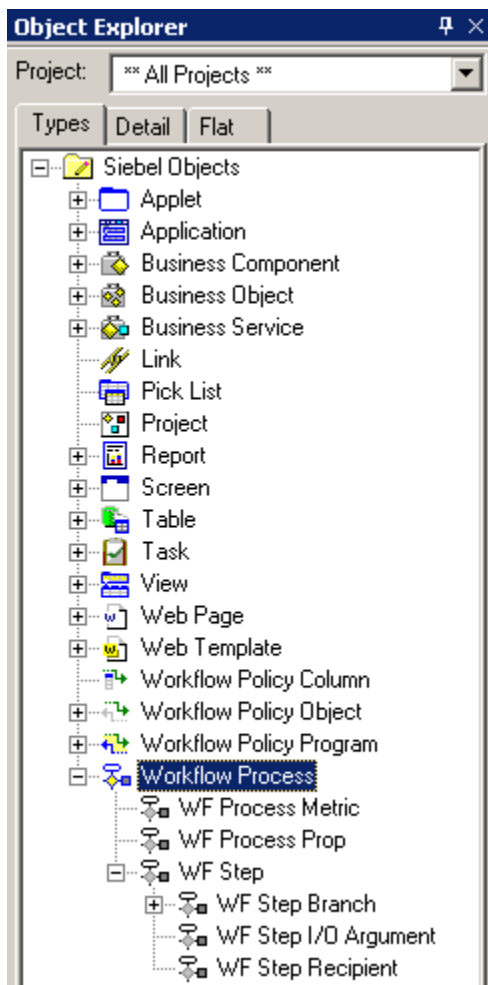 Object Explorer
Project: ** All Projects **
Types Detail Flat
Siebel Objects
Applet
Application
Business Component
Business Object
Business Service
Link
Pick List
Project
Report
Screen
Table
Task
View
Web Page
Web Template
Workflow Policy Column
Workflow Policy Object
Workflow Policy Program
Workflow Process
WF Process Metric
WF Process Prop
WF Step
WF Step Branch
WF Step I/O Argument
WF Step Recipient